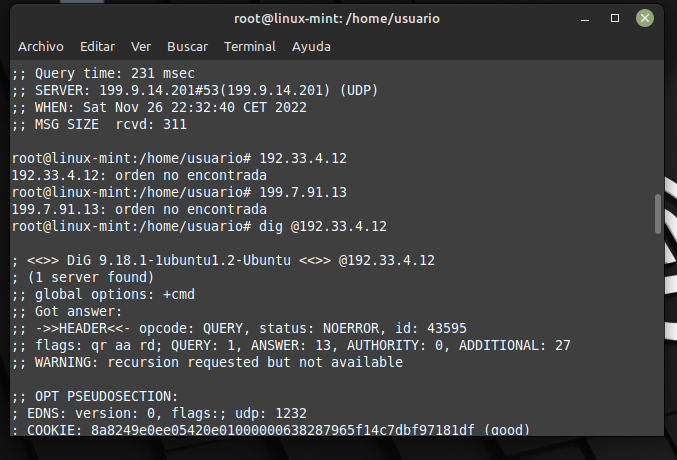 root@linux-mint: /home/usuario
Archivo Editar Ver Buscar Terminal Ayuda
;; Query time: 231 msec
;; SERVER: 199.9.14.201#53(199.9.14.201) (UDP)
;; WHEN: Sat Nov 26 22:32:40 CET 2022
;; MSG SIZE  rcvd: 311
root@linux-mint:/home/usuario# 192.33.4.12
192.33.4.12: orden no encontrada
root@linux-mint:/home/usuario# 199.7.91.13
199.7.91.13: orden no encontrada
root@linux-mint:/home/usuario# dig @192.33.4.12
; <<>> DiG 9.18.1-1ubuntu1.2-Ubuntu <<>> @192.33.4.12
; (1 server found)
;; global options: +cmd
;; Got answer:
;; ->>HEADER<<- opcode: QUERY, status: NOERROR, id: 43595
;; flags: qr aa rd; QUERY: 1, ANSWER: 13, AUTHORITY: 0, ADDITIONAL: 27
;; WARNING: recursion requested but not available
;; OPT PSEUDOSECTION:
; EDNS: version: 0, flags:; udp: 1232
; COOKIE: 8a8249e0ee05420e01000000638287965f14c7dbf97181df (good)